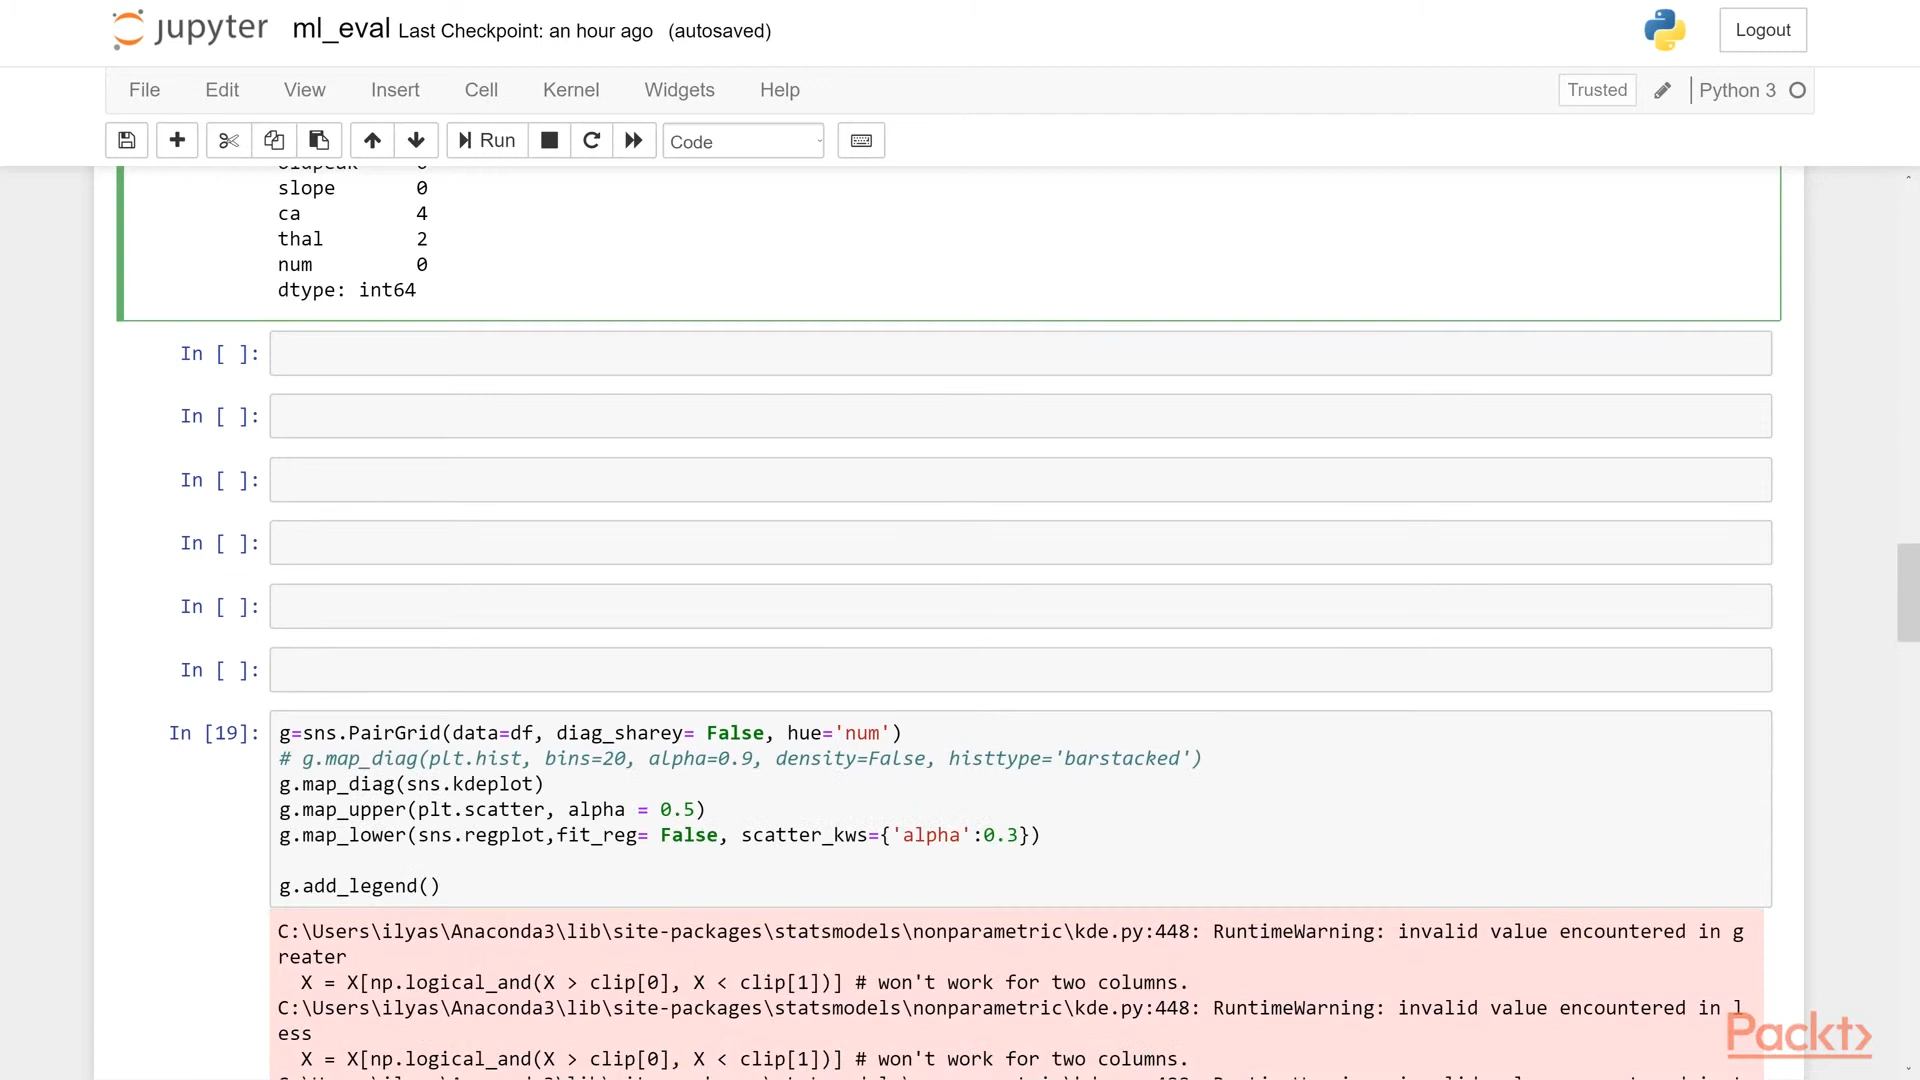 jupyter ml_eval Last Checkpoint: an hour ago (autosaved)
Logout
File Edit View Insert Cell Kernel Widgets Help
Trusted Python 3
Run Code
oldpeak 0
slope 0
ca 4
thal 2
num 0
dtype: int64
In [ ]:
In [ ]:
In [ ]:
In [ ]:
In [ ]:
In [ ]:
In [19]: g=sns.PairGrid(data=df, diag_sharey= False, hue='num')
# g.map_diag(plt.hist, bins=20, alpha=0.9, density=False, histtype='barstacked')
g.map_diag(sns.kdeplot)
g.map_upper(plt.scatter, alpha = 0.5)
g.map_lower(sns.regplot,fit_reg= False, scatter_kws={'alpha':0.3})
g.add_legend()
C:\Users\ilyas\Anaconda3\lib\site-packages\statsmodels\nonparametric\kde.py:448: RuntimeWarning: invalid value encountered in g
reater
X = X[np.logical_and(X > clip[0], X < clip[1])] # won't work for two columns.
C:\Users\ilyas\Anaconda3\lib\site-packages\statsmodels\nonparametric\kde.py:448: RuntimeWarning: invalid value encountered in l
ess
X = X[np.logical_and(X > clip[0], X < clip[1])] # won't work for two columns.
Packt>